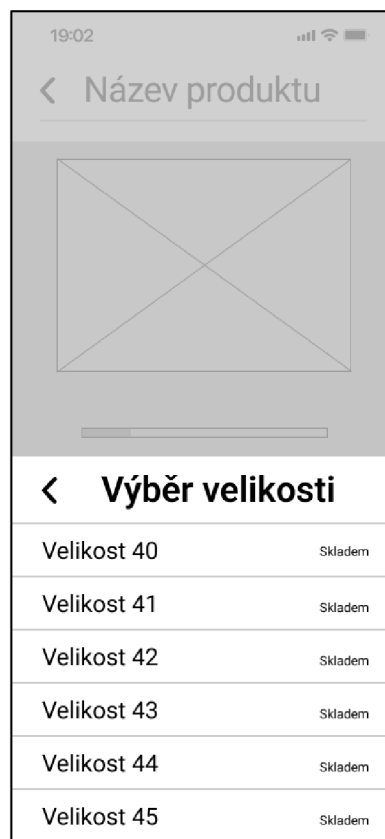 19:02
Název produktu
Výběr velikosti
Velikost 40 Skladem
Velikost 41 Skladem
Velikost 42 Skladem
Velikost 43 Skladem
Velikost 44 Skladem
Velikost 45 Skladem